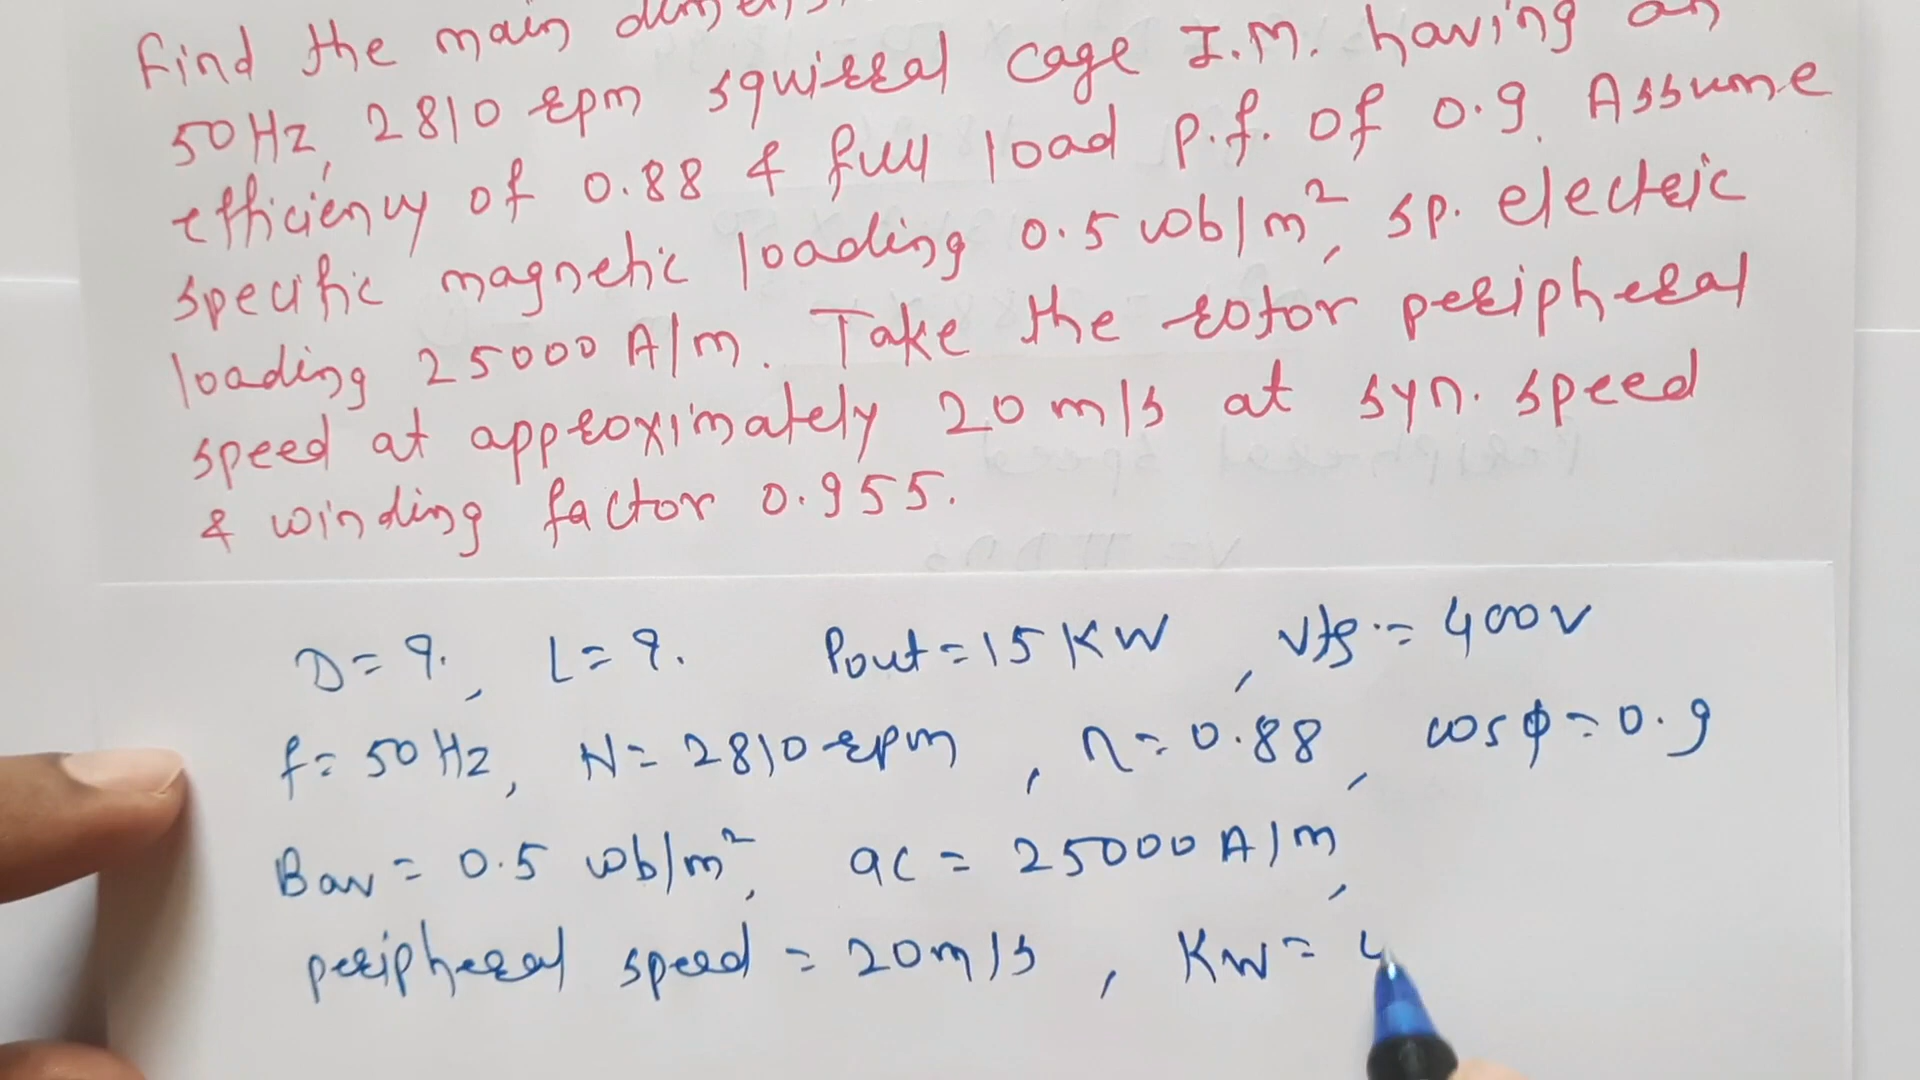 Find the main
50Hz, 2810 rpm squirral cage I.M. having an
efficiency of 0.88 & full load p.f. of 0.9. Assume
specific magnetic loading 0.5 wb/m², sp. electric
loading 25000 A/m. Take the rotor peripheral
speed at approximately 20 m/s at syn. speed
& winding factor 0.955.
D = ?, L = ?. Pout = 15 KW, Vtg. = 400V
f = 50 Hz, N = 2810 rpm, η = 0.88, cosφ = 0.9
Bav = 0.5 wb/m², ac = 25000 A/m,
peripheral speed = 20m/s, Kw =